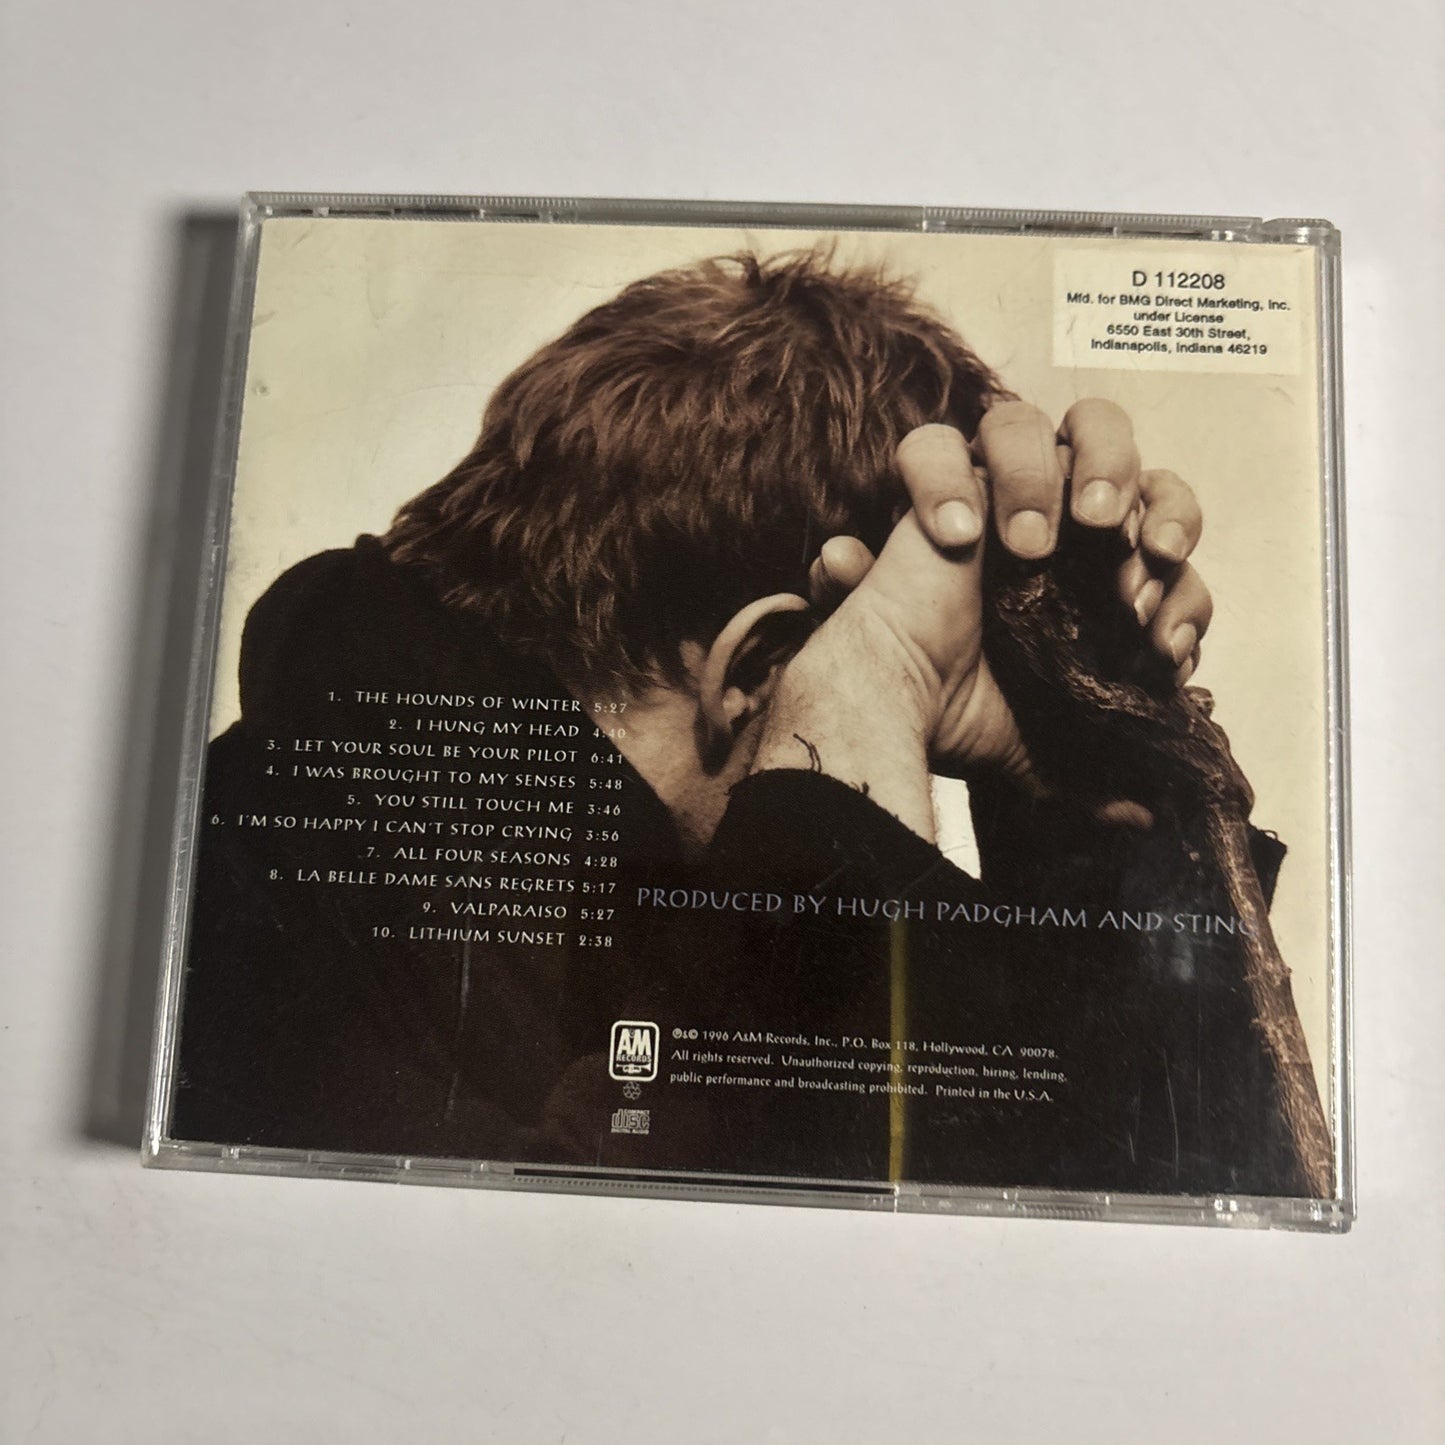 D 112208
Mfd. for BMG Direct Marketing, Inc.
under License
6550 East 30th Street,
Indianapolis, Indiana 46219
1. THE HOUNDS OF WINTER 5:27
2. I HUNG MY HEAD 4:40
3. LET YOUR SOUL BE YOUR PILOT 6:41
4. I WAS BROUGHT TO MY SENSES 5:48
5. YOU STILL TOUCH ME 3:46
6. I'M SO HAPPY I CAN'T STOP CRYING 3:56
7. ALL FOUR SEASONS 4:28
8. LA BELLE DAME SANS REGRETS 5:17
9. VALPARAISO 5:27
10. LITHIUM SUNSET 2:38
PRODUCED BY HUGH PADGHAM AND STING
A&M
RECORDS
℗&© 1996 A&M Records, Inc., P.O. Box 118, Hollywood, CA 90078.
All rights reserved. Unauthorized copying, reproduction, hiring, lending,
public performance and broadcasting prohibited. Printed in the U.S.A.
COMPACT
disc
DIGITAL AUDIO